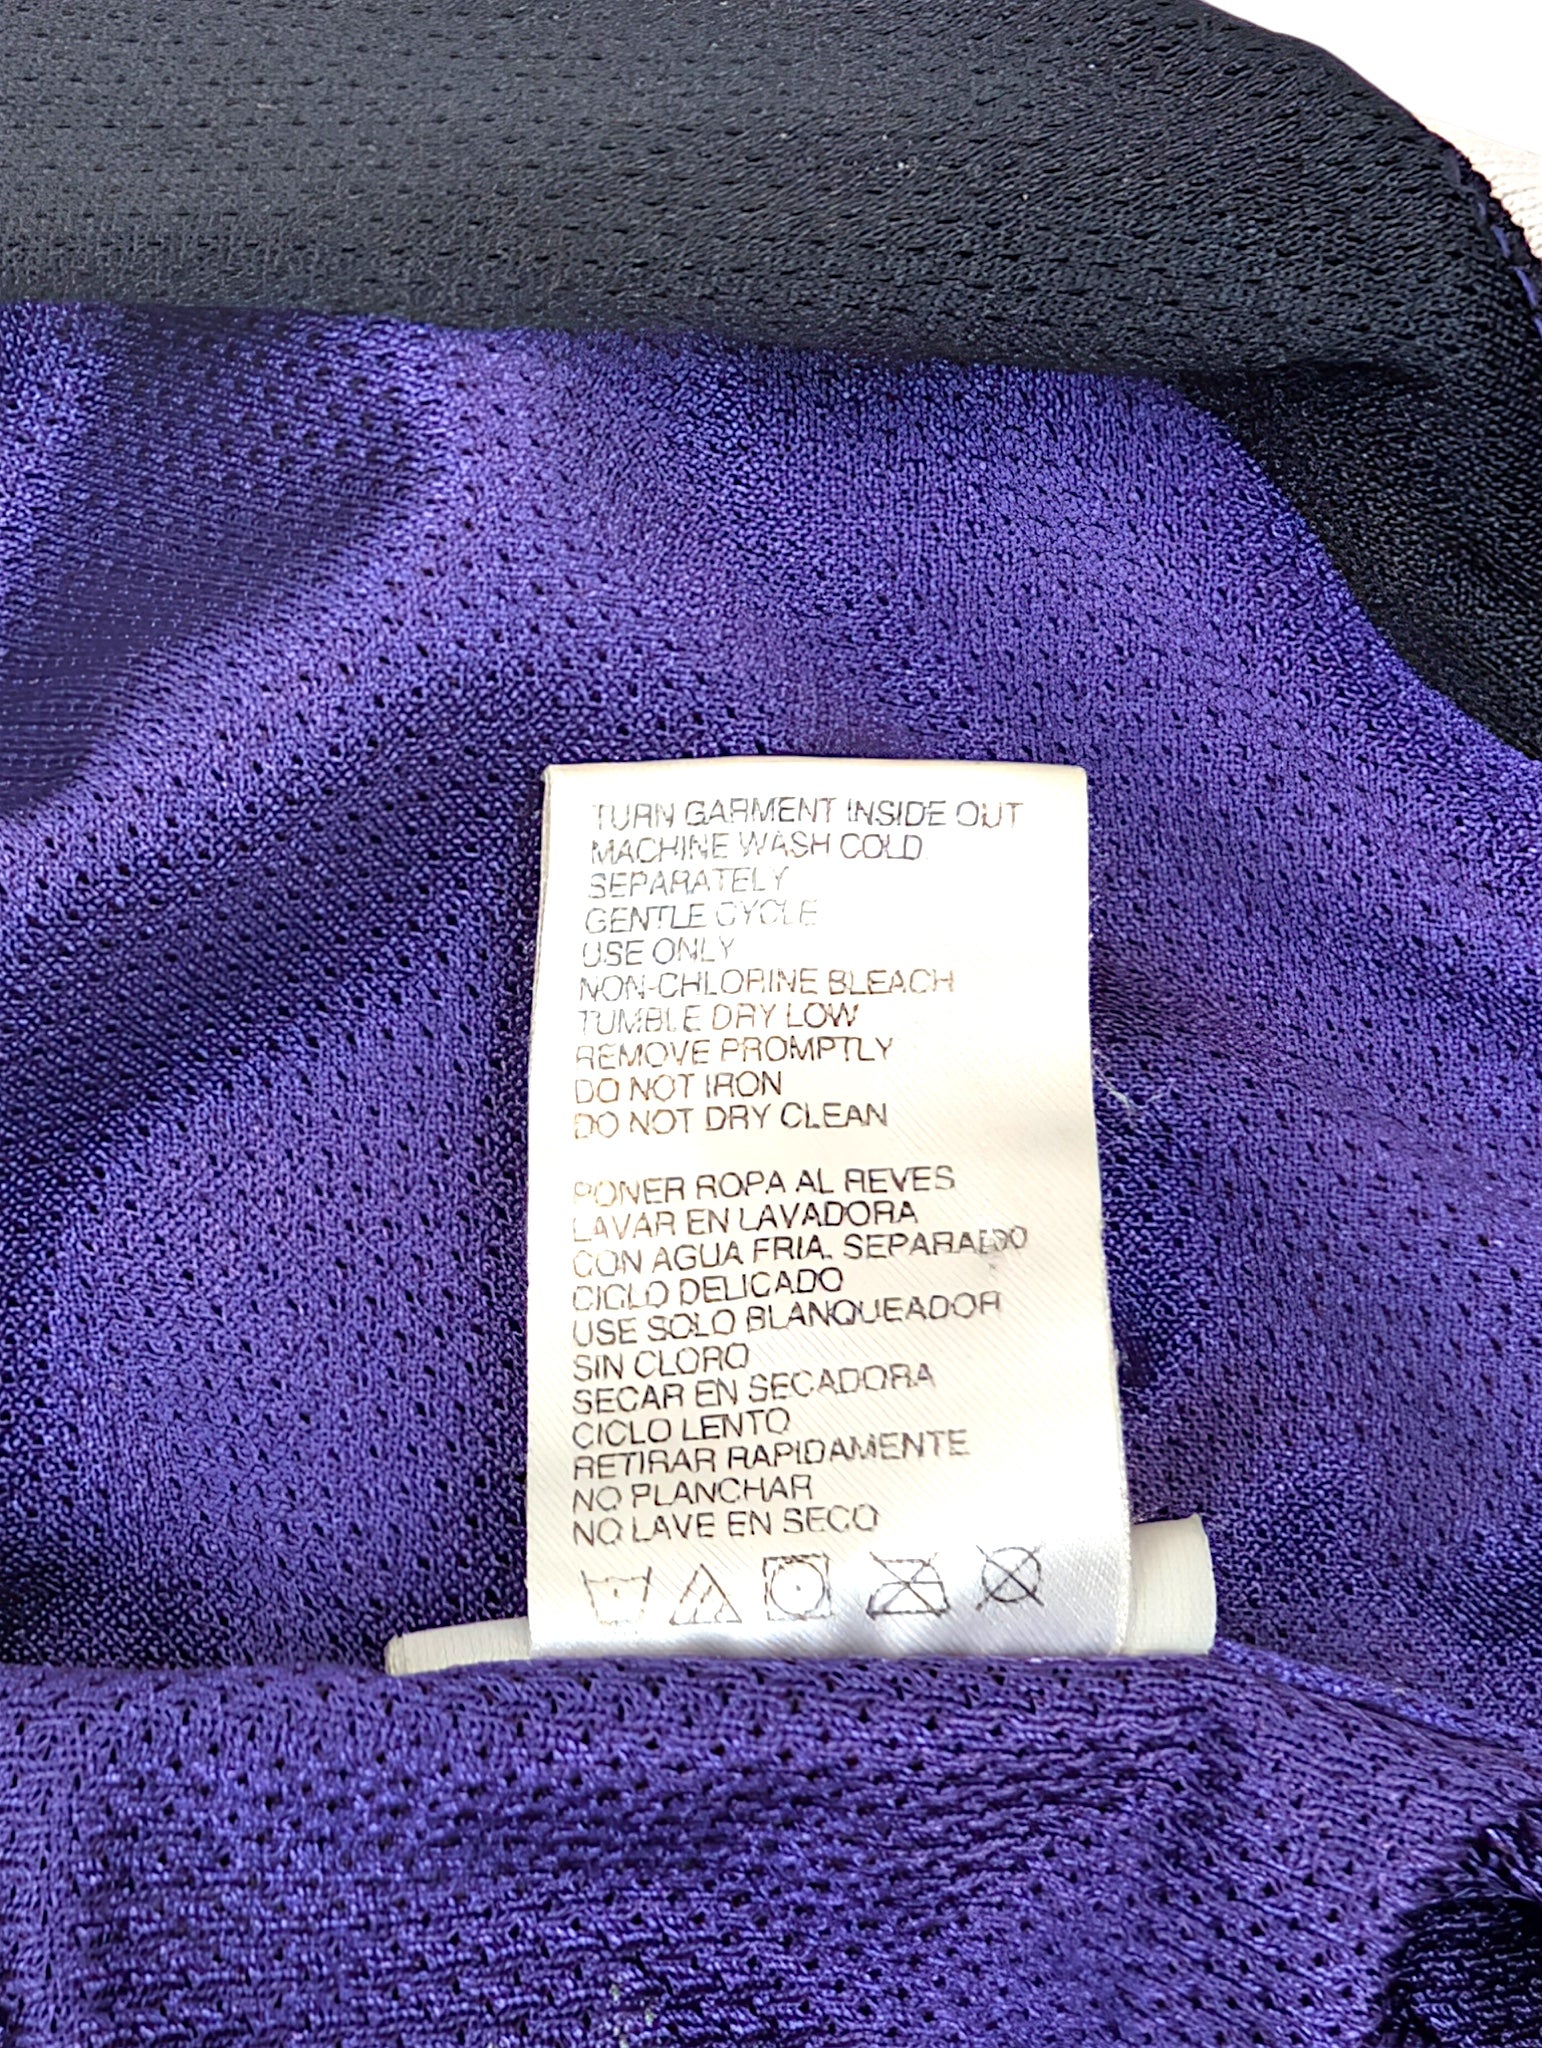 TURN GARMENT INSIDE OUT
MACHINE WASH COLD
SEPARATELY
GENTLE CYCLE
USE ONLY
NON-CHLORINE BLEACH
TUMBLE DRY LOW
REMOVE PROMPTLY
DO NOT IRON
DO NOT DRY CLEAN
PONER ROPA AL REVES
LAVAR EN LAVADORA
CON AGUA FRIA. SEPARADO
CICLO DELICADO
USE SOLO BLANQUEADOR
SIN CLORO
SECAR EN SECADORA
CICLO LENTO
RETIRAR RAPIDAMENTE
NO PLANCHAR
NO LAVE EN SECO